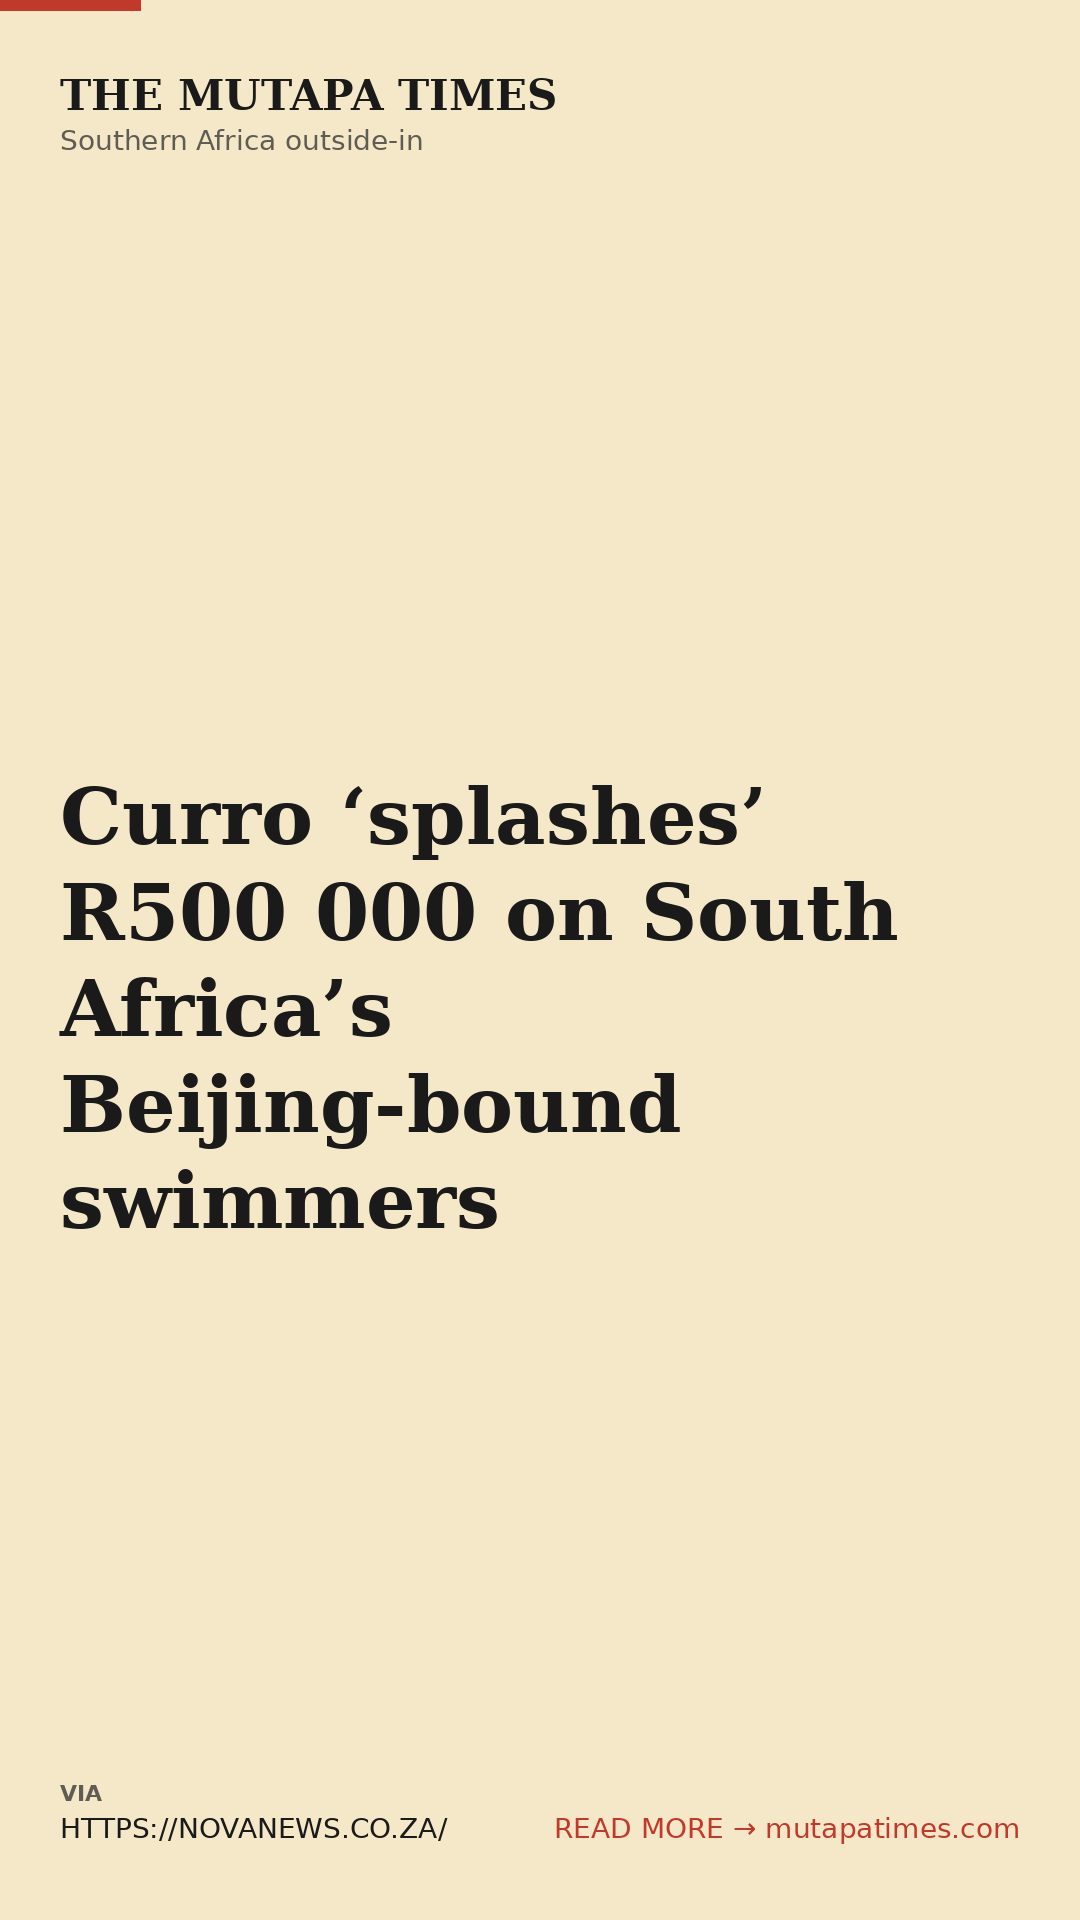 THE MUTAPA TIMES
Southern Africa outside-in
Curro ‘splashes’
R500 000 on South
Africa’s
Beijing-bound
swimmers
VIA
HTTPS://NOVANEWS.CO.ZA/
READ MORE → mutapatimes.com